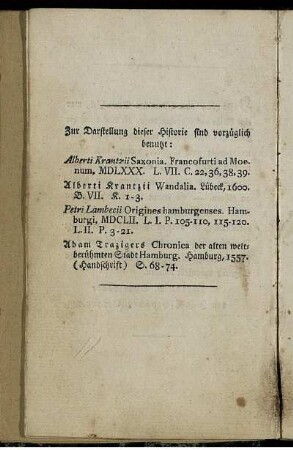 Zur Darstellung dieser Historie sind vorzüglich
benutzt:
Alberti Krantzii Saxonia. Francofurti ad Moe-
num, MDLXXX. L. VII. C. 22, 36, 38, 39.
Alberti Krantzii Wandalia. Lübeck, 1600.
B. VII. K. 1-3.
Petri Lambecii Origines hamburgenses. Ham-
burgi, MDCLII. L. I. P. 105-110, 115-120.
L. II. P. 3-21.
Adam Trazigers Chronica der alten weit-
berühmten Stadt Hamburg. Hamburg, 1557.
(Handschrift) S. 68-74.